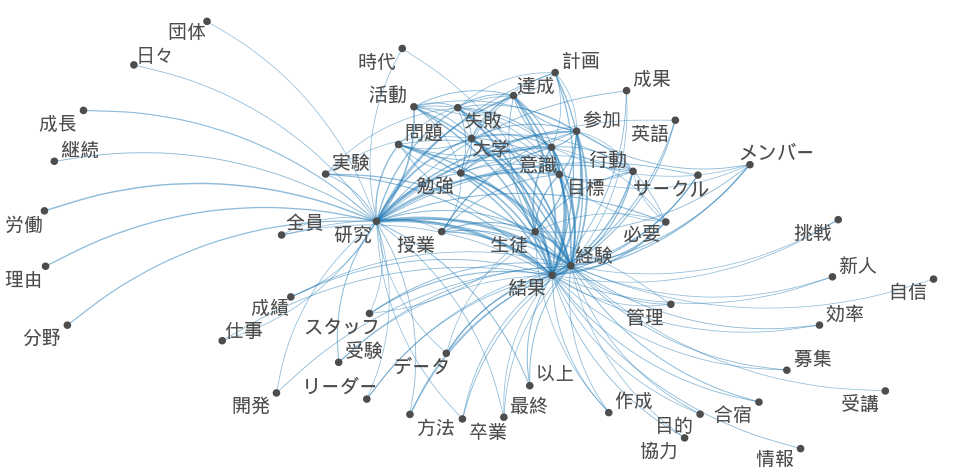 団体
日々
時代
計画
成果
達成
活動
失敗
参加
成長
問題
英語
大学
継続
実験
意識
行動
メンバー
勉強
目標
サークル
労働
全員
研究
授業
生徒
必要
挑戦
経験
新人
理由
結果
自信
成績
管理
効率
仕事
スタッフ
分野
受験
データ
募集
リーダー
以上
開発
最終
作成
合宿
受講
方法
卒業
目的
協力
情報